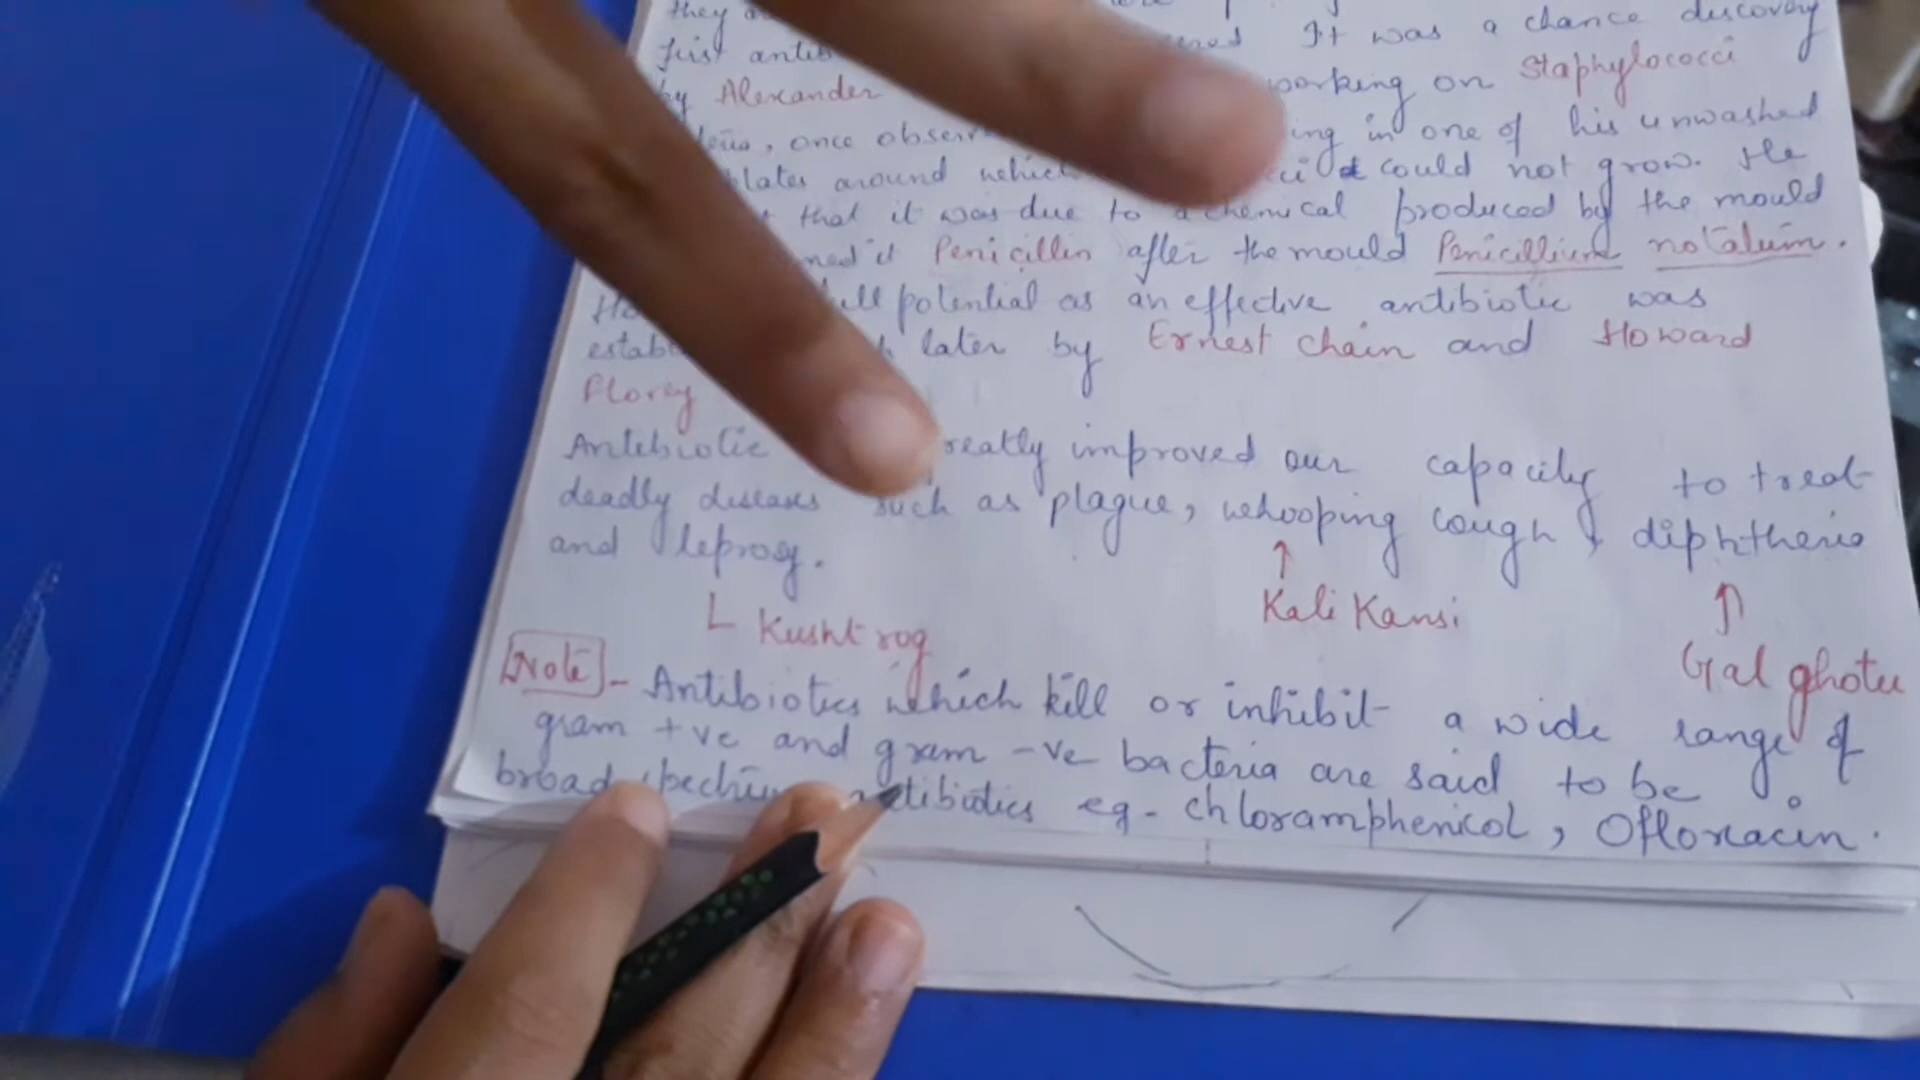 they
first It was a chance discovery
by Alexander working on Staphylococci
once in one of his unwashed
plates around could not grow. He
that it was due to a chemical produced by the mould
it Penicillin after the mould Penicillium notatum.
full potential as an effective antibiotic was
later by Ernest Chain and Howard
Florey
Antibiotic greatly improved our capacity to treat
deadly diseases such as plague, whooping cough, diphtheria
and leprosy.
Kali Kansi
Kusht rog
Gal ghotu
Note - Antibiotics which kill or inhibit a wide range of
gram +ve and gram -ve bacteria are said to be
broad spectrum antibiotics eg- chloramphenicol, Ofloxacin.